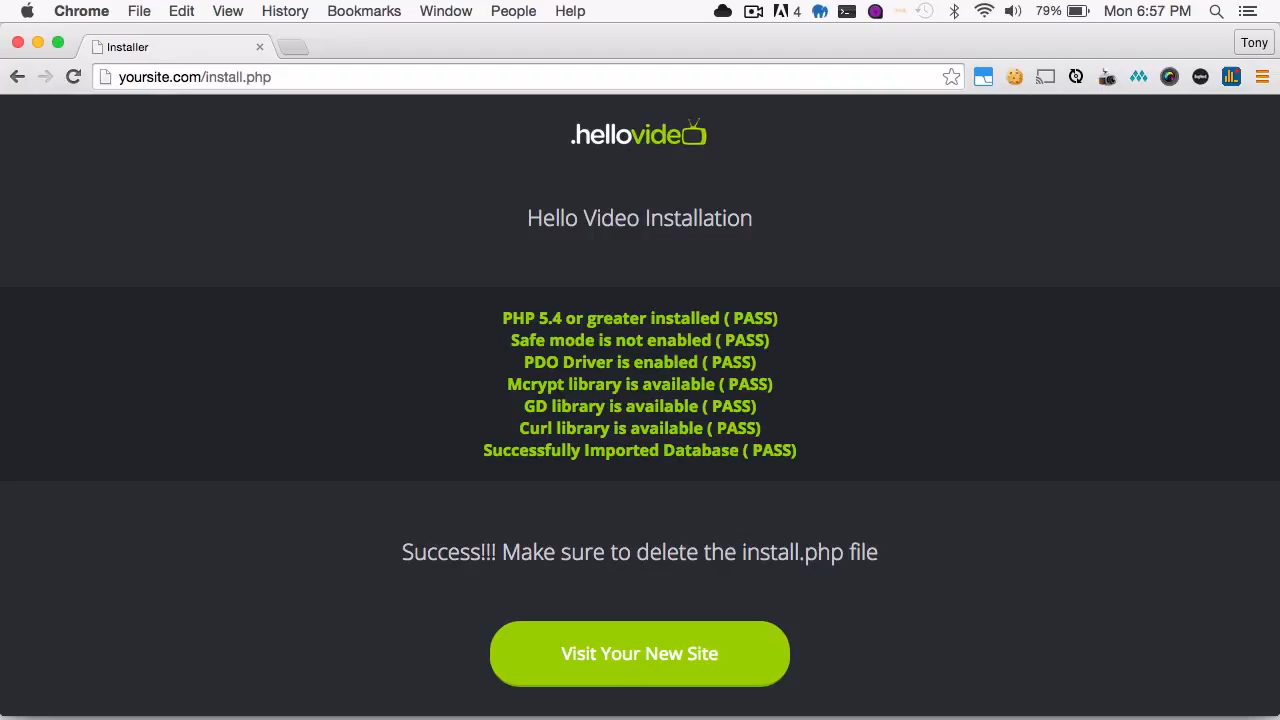 Chrome File Edit View History Bookmarks Window People Help 4 79% Mon 6:57 PM
Installer Tony
yoursite.com/install.php
.hellovideo
Hello Video Installation
PHP 5.4 or greater installed ( PASS)
Safe mode is not enabled ( PASS)
PDO Driver is enabled ( PASS)
Mcrypt library is available ( PASS)
GD library is available ( PASS)
Curl library is available ( PASS)
Successfully Imported Database ( PASS)
Success!!! Make sure to delete the install.php file
Visit Your New Site